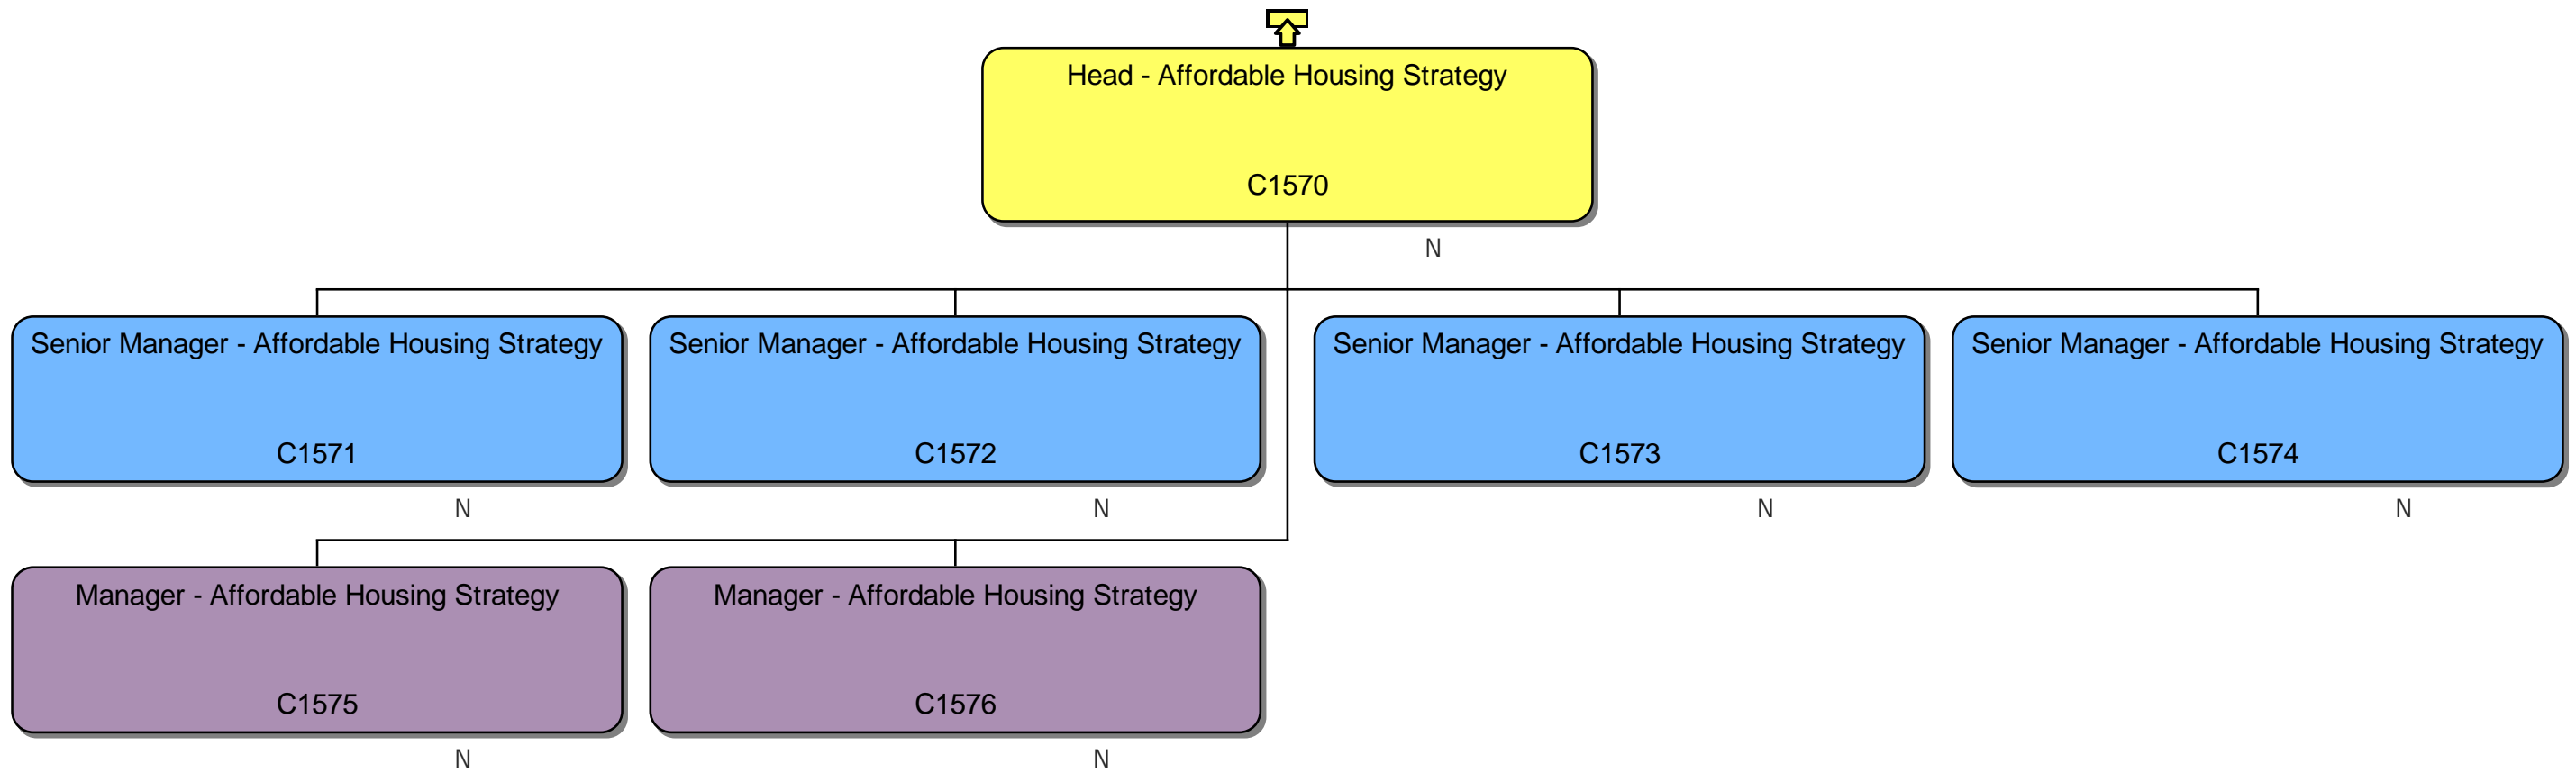 Head - Affordable Housing Strategy
C1570
N
Senior Manager - Affordable Housing Strategy
C1571
N
Senior Manager - Affordable Housing Strategy
C1572
N
Senior Manager - Affordable Housing Strategy
C1573
N
Senior Manager - Affordable Housing Strategy
C1574
N
Manager - Affordable Housing Strategy
C1575
N
Manager - Affordable Housing Strategy
C1576
N